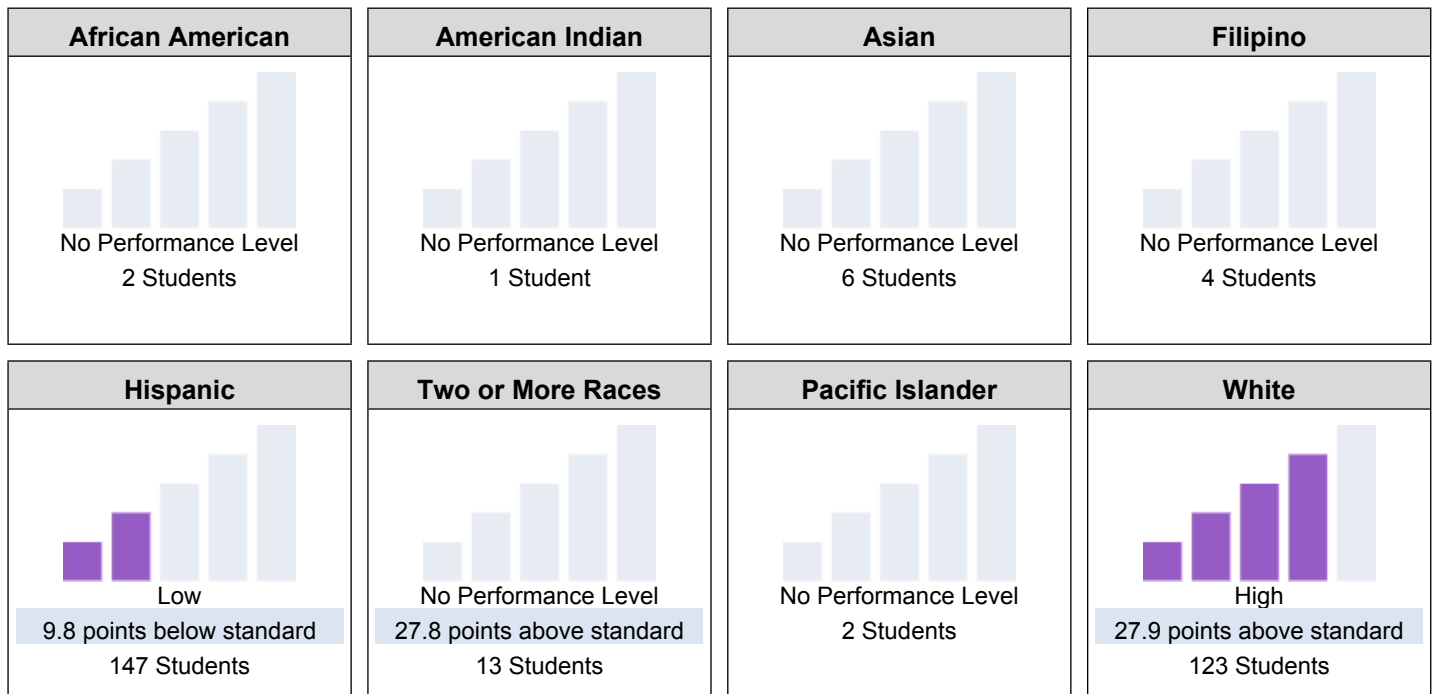 African American
American Indian
Asian
Filipino
No Performance Level
2 Students
No Performance Level
1 Student
No Performance Level
6 Students
No Performance Level
4 Students
Hispanic
Two or More Races
Pacific Islander
White
Low
9.8 points below standard
147 Students
No Performance Level
27.8 points above standard
13 Students
No Performance Level
2 Students
High
27.9 points above standard
123 Students